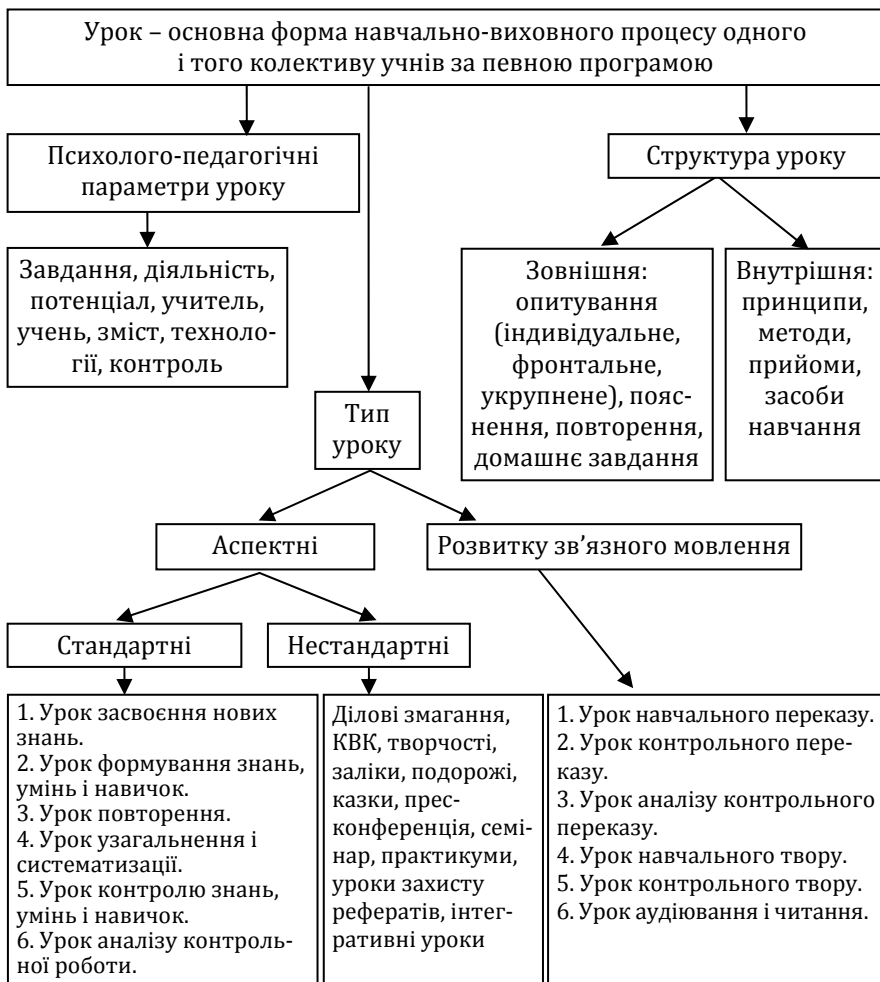 Урок – основна форма навчально-виховного процесу одного
і того колективу учнів за певною програмою
Психолого-педагогічні
параметри уроку
Структура уроку
Завдання, діяльність,
потенціал, учитель,
учень, зміст, техноло-
гії, контроль
Зовнішня:
опитування
(індивідуальне,
фронтальне,
укрупнене), пояс-
нення, повторення,
домашнє завдання
Внутрішня:
принципи,
методи,
прийоми,
засоби
навчання
Тип
уроку
Аспектні
Розвитку зв’язного мовлення
Стандартні
Нестандартні
1. Урок засвоєння нових
знань.
2. Урок формування знань,
умінь і навичок.
3. Урок повторення.
4. Урок узагальнення і
систематизації.
5. Урок контролю знань,
умінь і навичок.
6. Урок аналізу контроль-
ної роботи.
Ділові змагання,
КВК, творчості,
заліки, подорожі,
казки, прес-
конференція, семі-
нар, практикуми,
уроки захисту
рефератів, інтег-
ративні уроки
1. Урок навчального переказу.
2. Урок контрольного пере-
казу.
3. Урок аналізу контрольного
переказу.
4. Урок навчального твору.
5. Урок контрольного твору.
6. Урок аудіювання і читання.